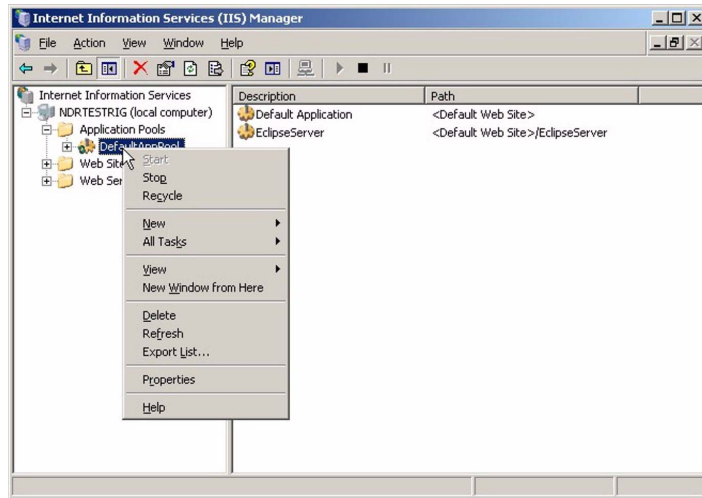 Internet Information Services (IIS) Manager
File Action View Window Help
Internet Information Services
NDRTESTRIG (local computer)
Application Pools
DefaultAppPool
Web Sit
Web Ser
Description Path
Default Application <Default Web Site>
EclipseServer <Default Web Site>/EclipseServer
Start
Stop
Recycle
New
All Tasks
View
New Window from Here
Delete
Refresh
Export List...
Properties
Help